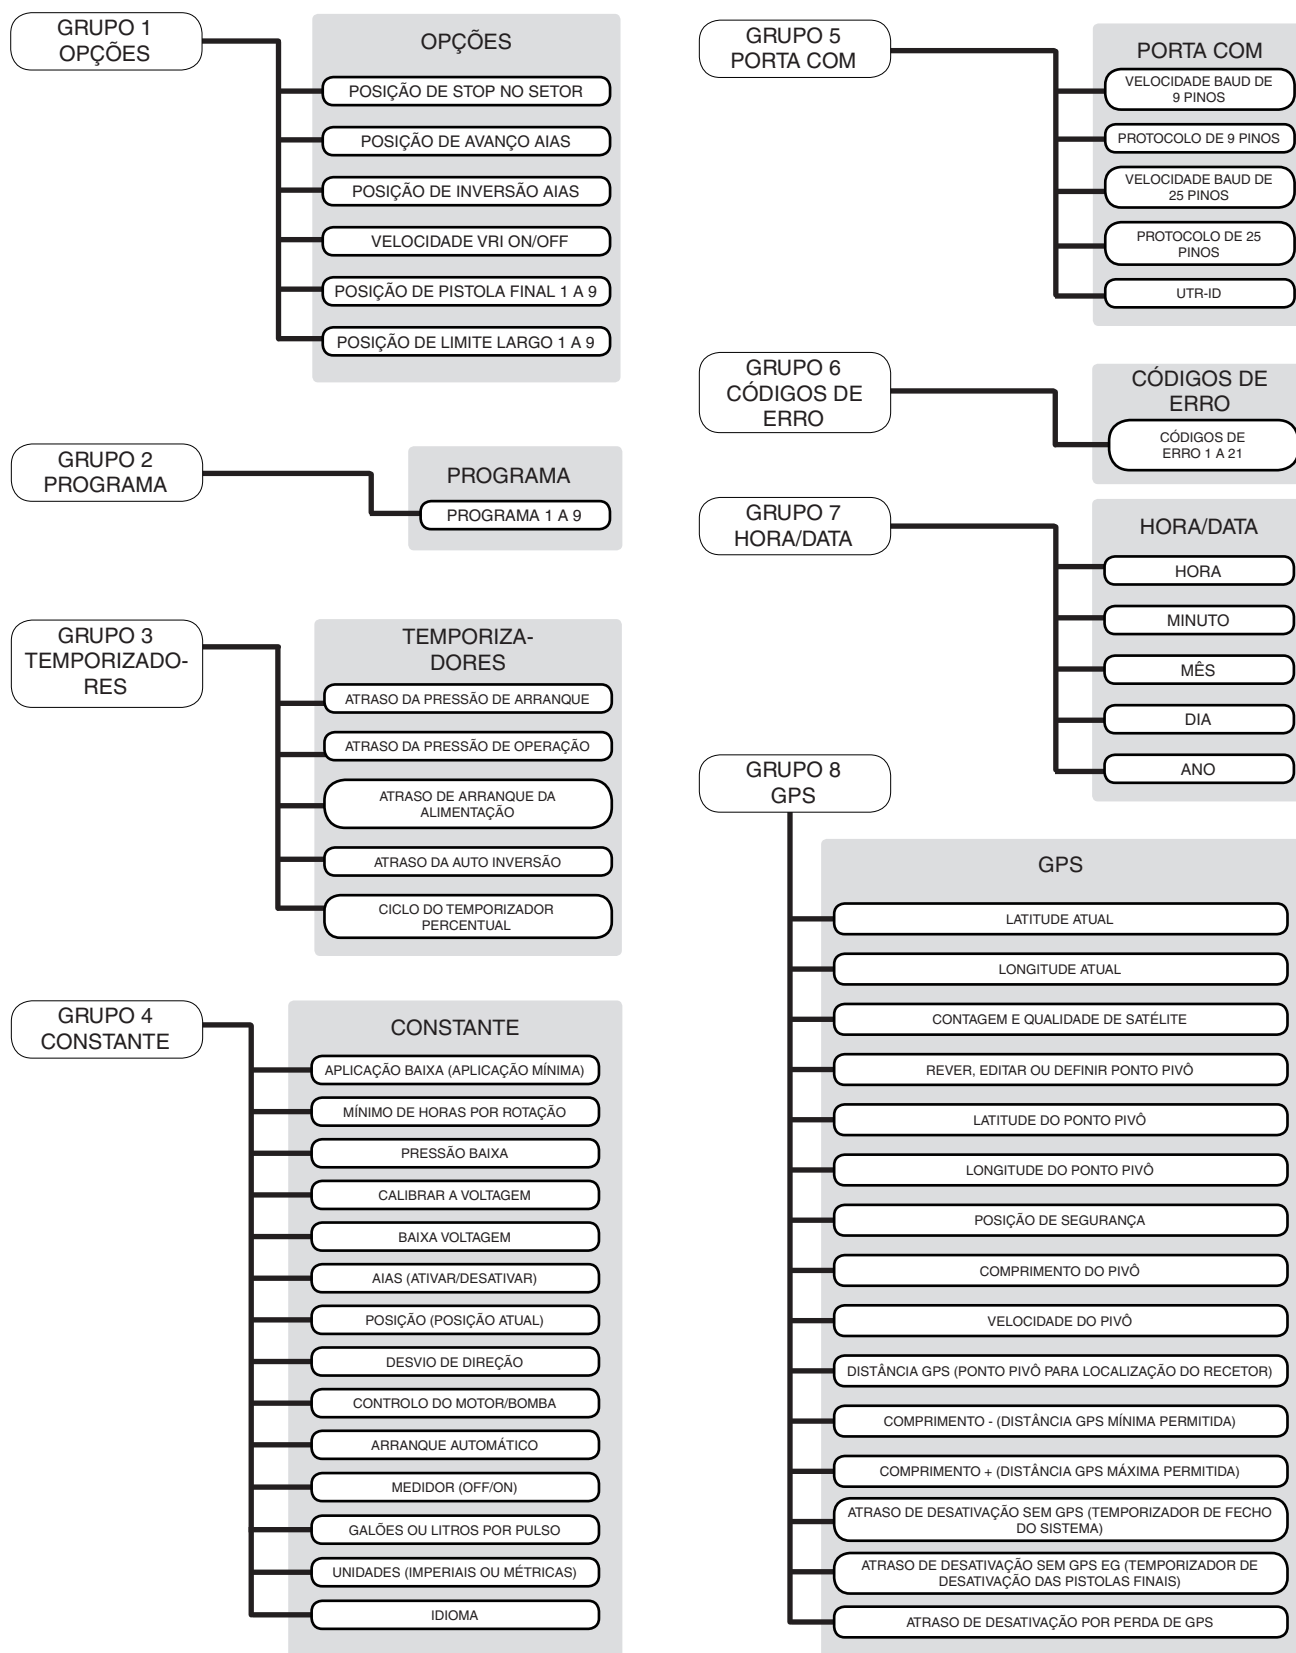 GRUPO 1
OPÇÕES
OPÇÕES
POSIÇÃO DE STOP NO SETOR
POSIÇÃO DE AVANÇO AIAS
POSIÇÃO DE INVERSÃO AIAS
VELOCIDADE VRI ON/OFF
POSIÇÃO DE PISTOLA FINAL 1 A 9
POSIÇÃO DE LIMITE LARGO 1 A 9
GRUPO 2
PROGRAMA
PROGRAMA
PROGRAMA 1 A 9
GRUPO 3
TEMPORIZADO-
RES
TEMPORIZA-
DORES
ATRASO DA PRESSÃO DE ARRANQUE
ATRASO DA PRESSÃO DE OPERAÇÃO
ATRASO DE ARRANQUE DA
ALIMENTAÇÃO
ATRASO DA AUTO INVERSÃO
CICLO DO TEMPORIZADOR
PERCENTUAL
GRUPO 4
CONSTANTE
CONSTANTE
APLICAÇÃO BAIXA (APLICAÇÃO MÍNIMA)
MÍNIMO DE HORAS POR ROTAÇÃO
PRESSÃO BAIXA
CALIBRAR A VOLTAGEM
BAIXA VOLTAGEM
AIAS (ATIVAR/DESATIVAR)
POSIÇÃO (POSIÇÃO ATUAL)
DESVIO DE DIREÇÃO
CONTROLO DO MOTOR/BOMBA
ARRANQUE AUTOMÁTICO
MEDIDOR (OFF/ON)
GALÕES OU LITROS POR PULSO
UNIDADES (IMPERIAIS OU MÉTRICAS)
IDIOMA
GRUPO 5
PORTA COM
PORTA COM
VELOCIDADE BAUD DE
9 PINOS
PROTOCOLO DE 9 PINOS
VELOCIDADE BAUD DE
25 PINOS
PROTOCOLO DE 25
PINOS
UTR-ID
GRUPO 6
CÓDIGOS DE
ERRO
CÓDIGOS DE
ERRO
CÓDIGOS DE
ERRO 1 A 21
GRUPO 7
HORA/DATA
HORA/DATA
HORA
MINUTO
MÊS
DIA
ANO
GRUPO 8
GPS
GPS
LATITUDE ATUAL
LONGITUDE ATUAL
CONTAGEM E QUALIDADE DE SATÉLITE
REVER, EDITAR OU DEFINIR PONTO PIVÔ
LATITUDE DO PONTO PIVÔ
LONGITUDE DO PONTO PIVÔ
POSIÇÃO DE SEGURANÇA
COMPRIMENTO DO PIVÔ
VELOCIDADE DO PIVÔ
DISTÂNCIA GPS (PONTO PIVÔ PARA LOCALIZAÇÃO DO RECETOR)
COMPRIMENTO - (DISTÂNCIA GPS MÍNIMA PERMITIDA)
COMPRIMENTO + (DISTÂNCIA GPS MÁXIMA PERMITIDA)
ATRASO DE DESATIVAÇÃO SEM GPS (TEMPORIZADOR DE FECHO
DO SISTEMA)
ATRASO DE DESATIVAÇÃO SEM GPS EG (TEMPORIZADOR DE
DESATIVAÇÃO DAS PISTOLAS FINAIS)
ATRASO DE DESATIVAÇÃO POR PERDA DE GPS